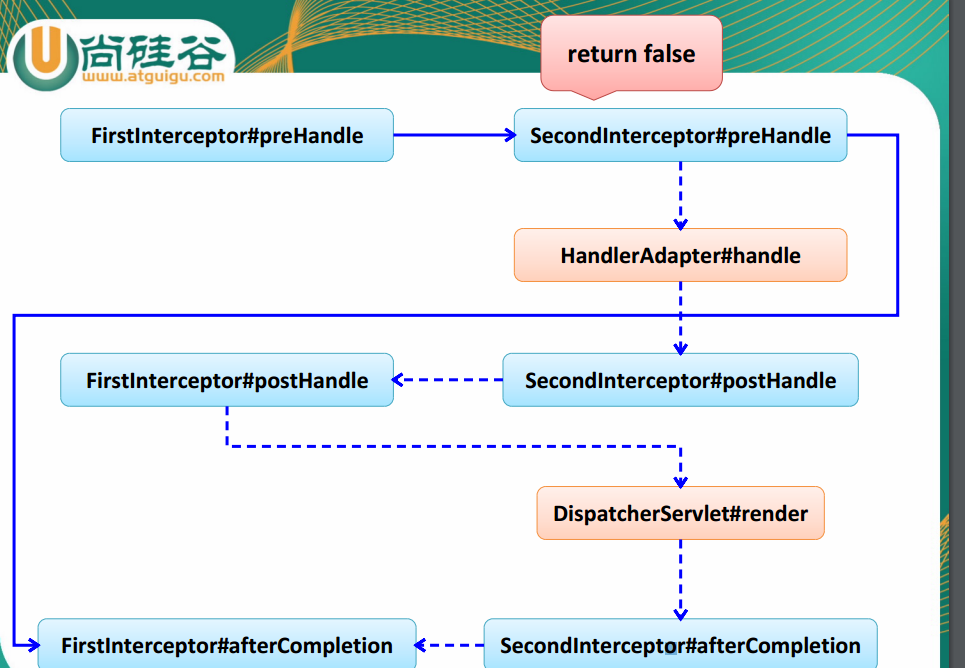 尚硅谷
www.atguigu.com
return false
FirstInterceptor#preHandle
SecondInterceptor#preHandle
HandlerAdapter#handle
FirstInterceptor#postHandle
SecondInterceptor#postHandle
DispatcherServlet#render
FirstInterceptor#afterCompletion
SecondInterceptor#afterCompletion